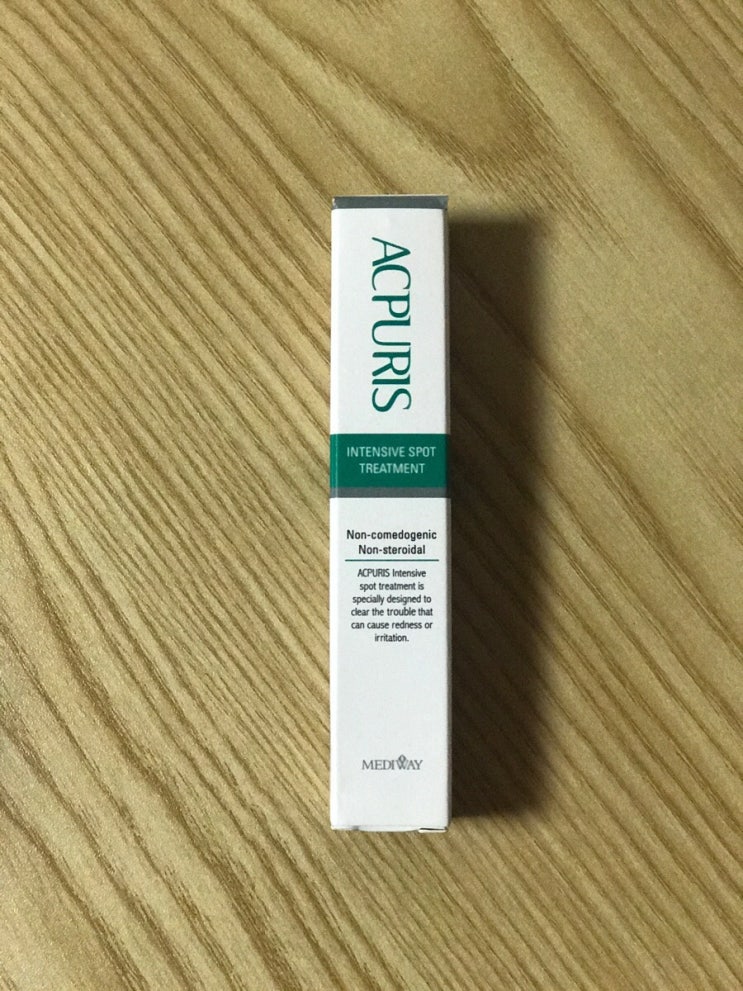 ACPURIS
INTENSIVE SPOT
TREATMENT
Non-comedogenic
Non-steroidal
ACPURIS Intensive
spot treatment is
specially designed to
clear the trouble that
can cause redness or
irritation.
MEDIWAY